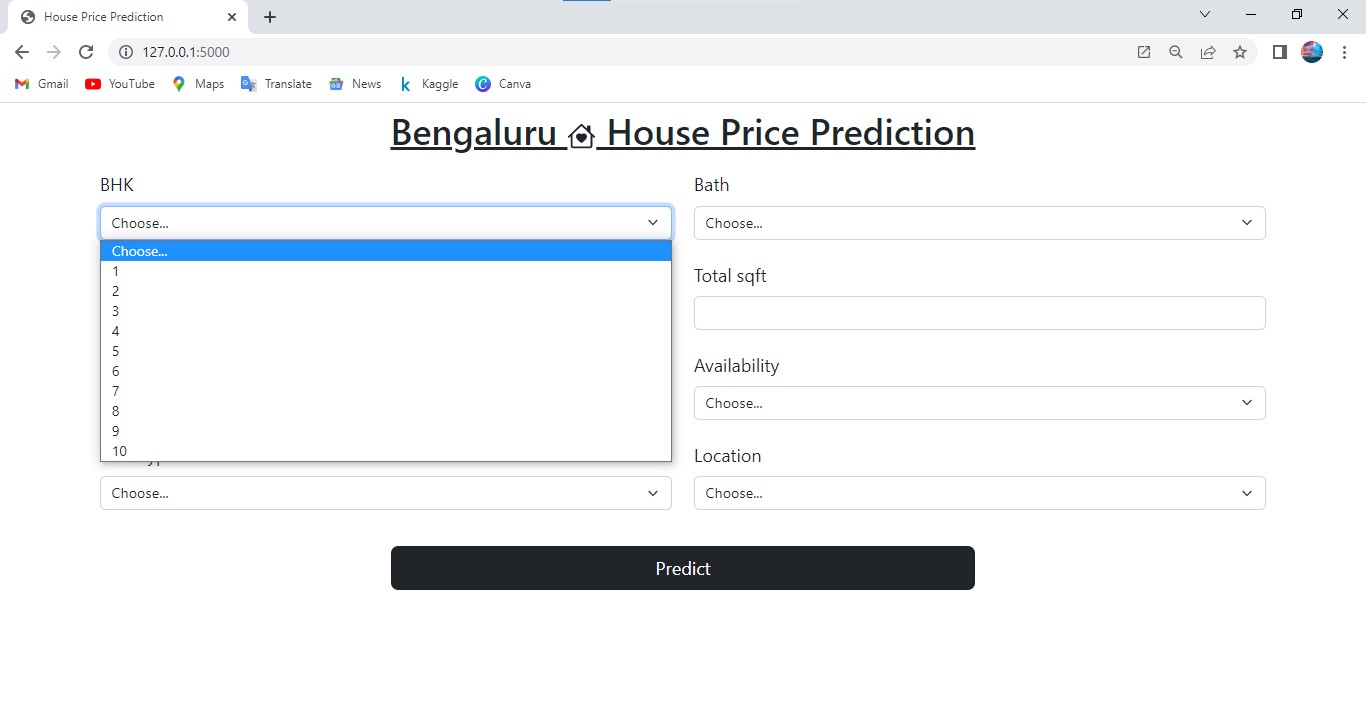 House Price Prediction
127.0.0.1:5000
Gmail YouTube Maps Translate News Kaggle Canva
Bengaluru House Price Prediction
BHK
Choose...
Choose...
1
2
3
4
5
6
7
8
9
10
Choose...
Bath
Choose...
Total sqft
Availability
Choose...
Location
Choose...
Predict